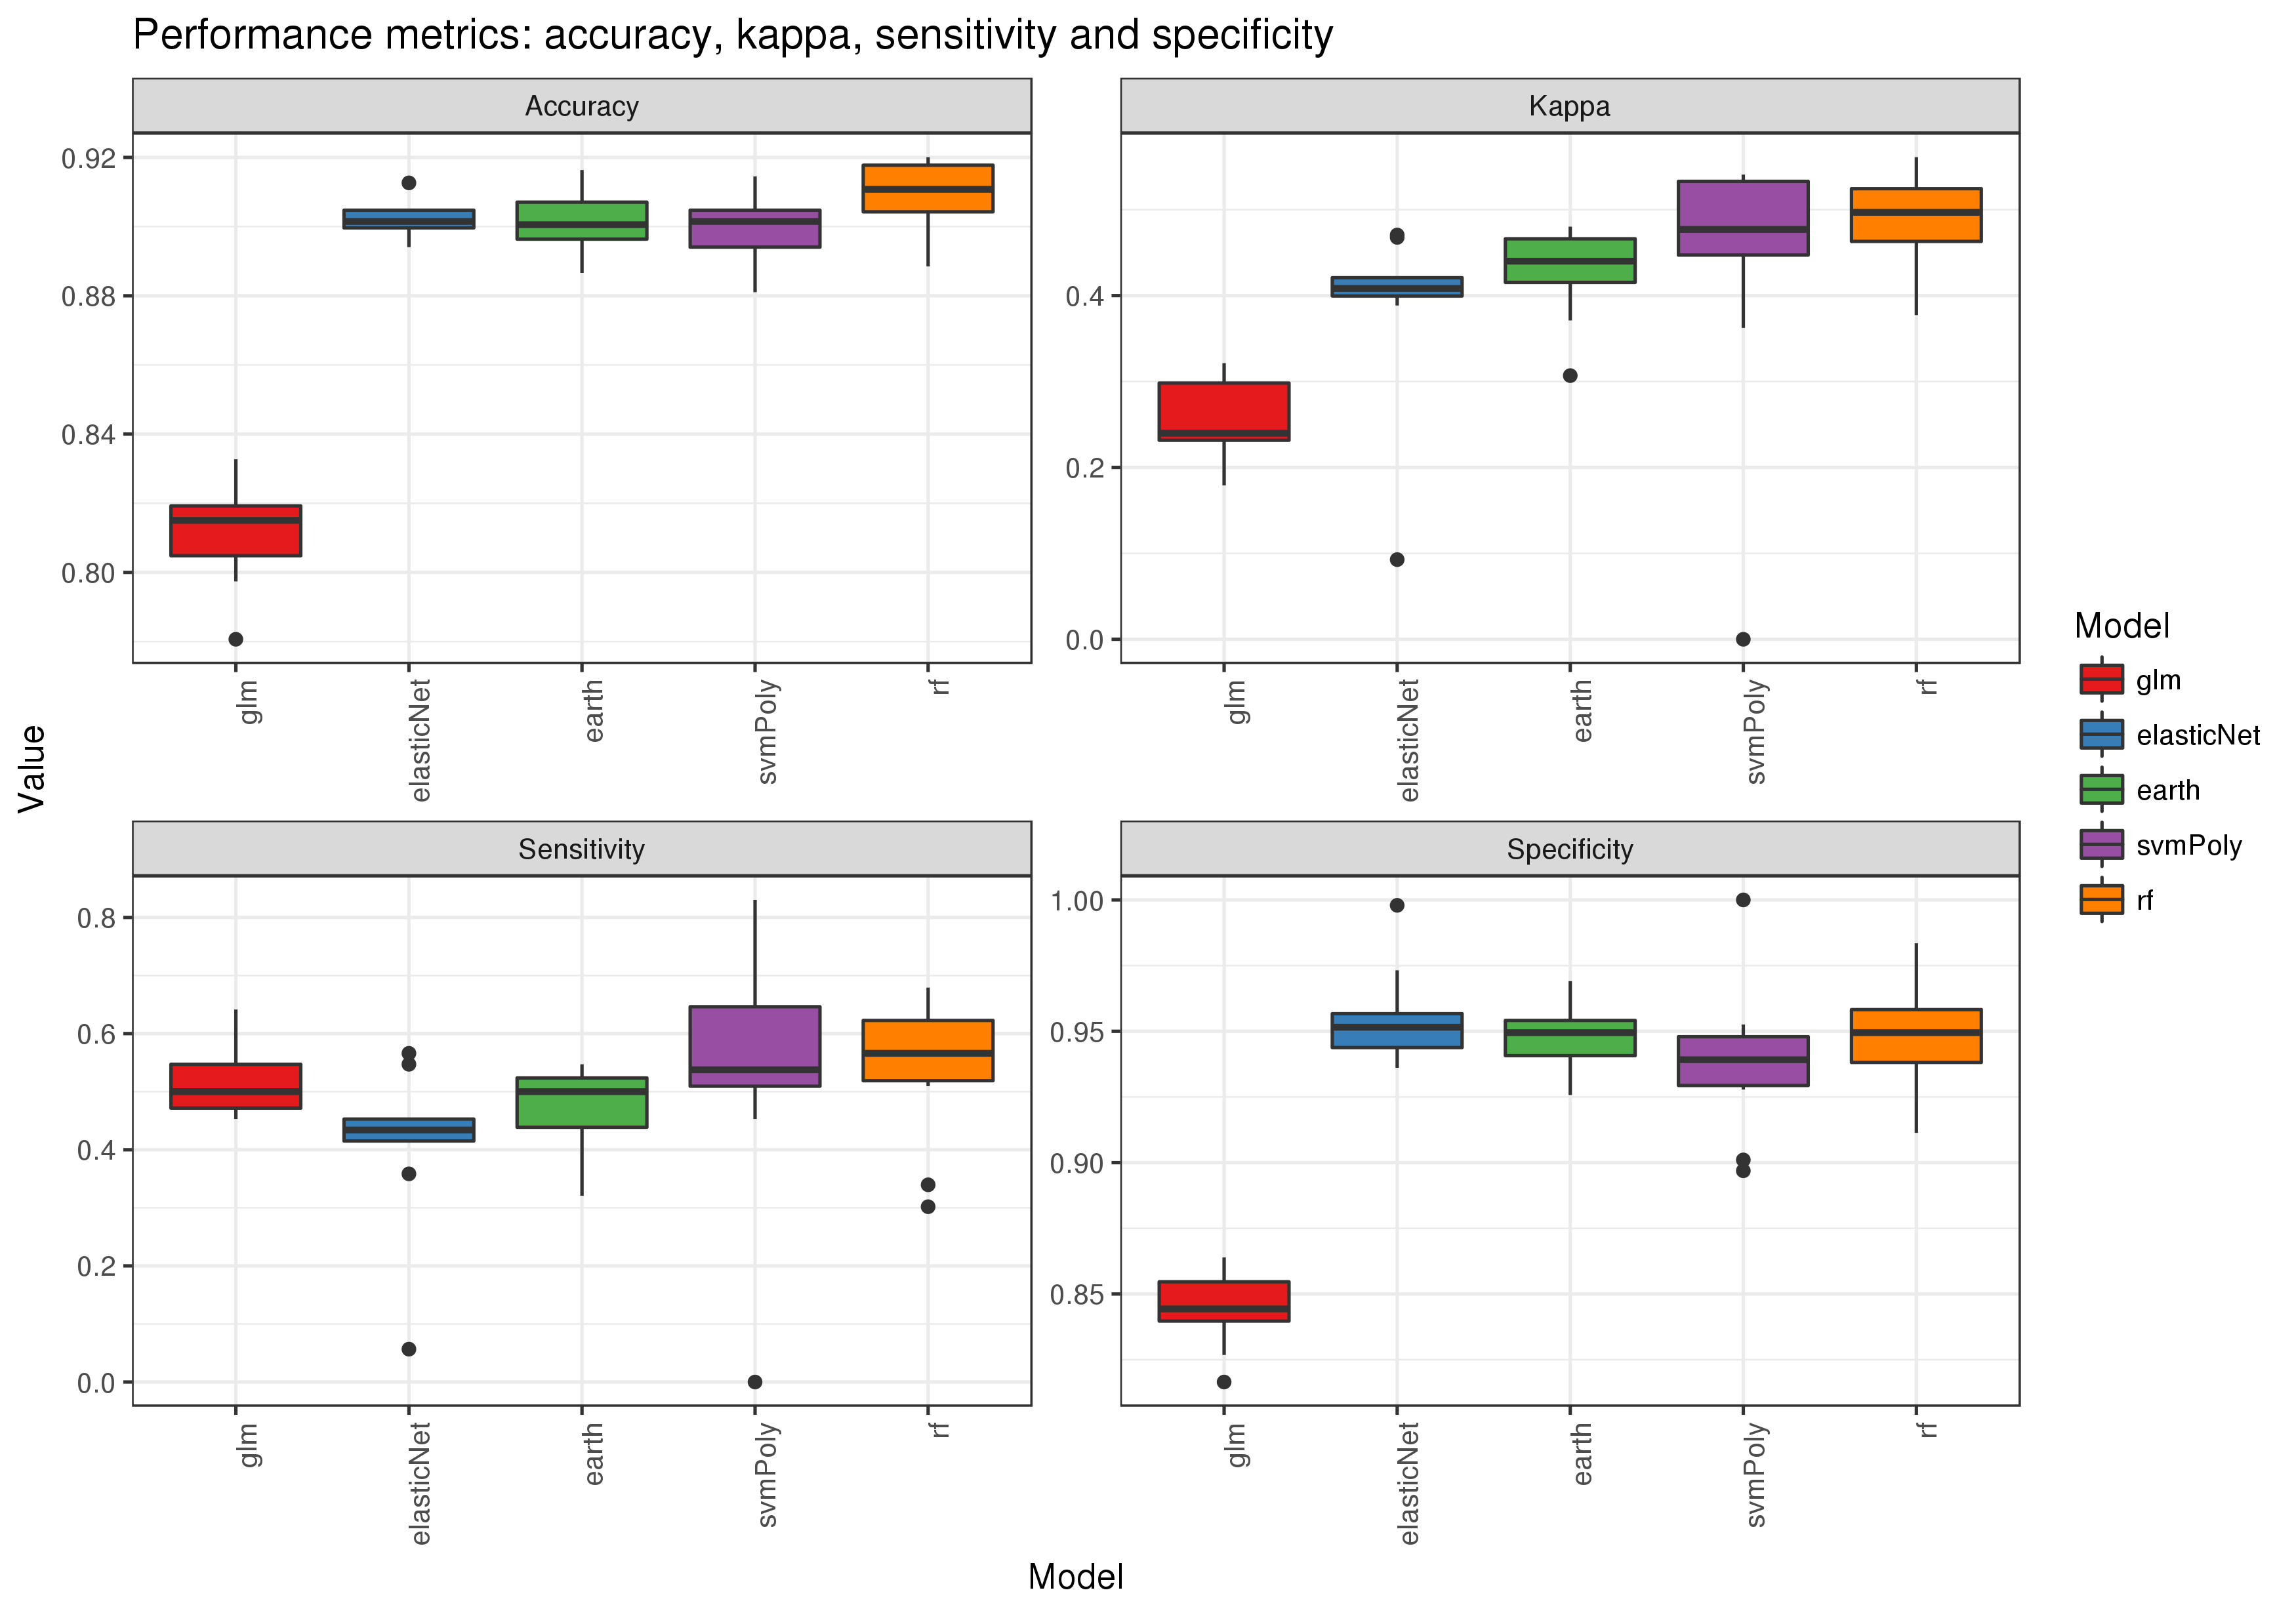 Performance metrics: accuracy, kappa, sensitivity and specificity
Accuracy
0.92
0.88
0.84
0.80
glm
elasticNet
earth
svmPoly
rf
Kappa
0.4
0.2
0.0
glm
elasticNet
earth
svmPoly
rf
Value
Sensitivity
0.8
0.6
0.4
0.2
0.0
glm
elasticNet
earth
svmPoly
rf
Specificity
1.00
0.95
0.90
0.85
glm
elasticNet
earth
svmPoly
rf
Model
Model
glm
elasticNet
earth
svmPoly
rf